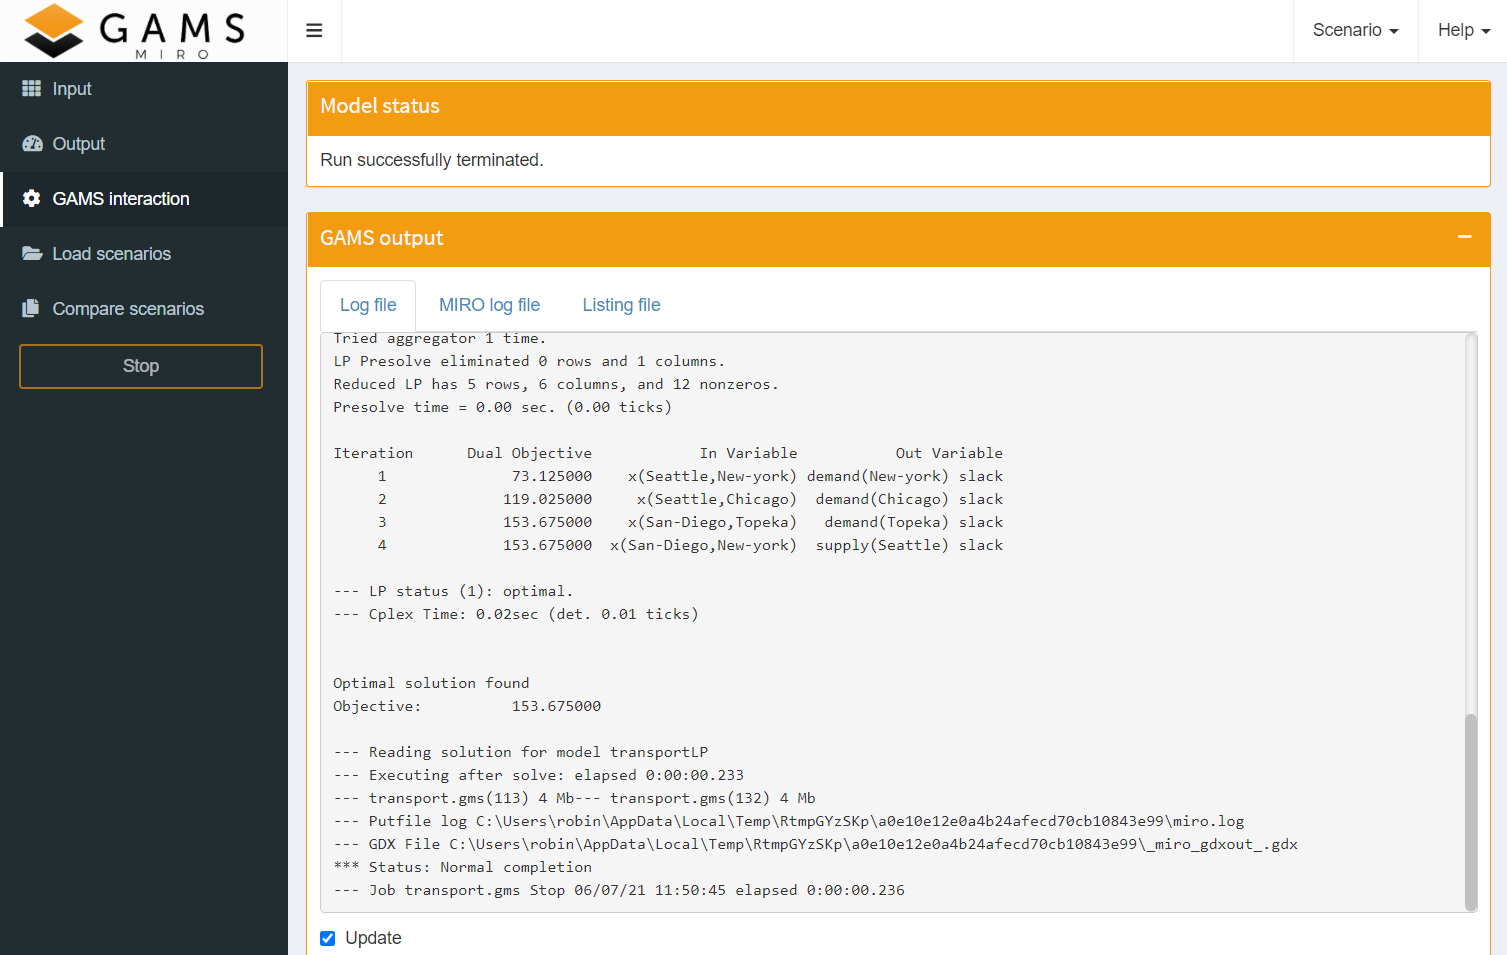 GAMS
MIRO
Scenario
Help
Input
Output
GAMS interaction
Load scenarios
Compare scenarios
Stop
Model status
Run successfully terminated.
GAMS output
Log file
MIRO log file
Listing file
Tried aggregator 1 time.
LP Presolve eliminated 0 rows and 1 columns.
Reduced LP has 5 rows, 6 columns, and 12 nonzeros.
Presolve time = 0.00 sec. (0.00 ticks)
Iteration      Dual Objective            In Variable           Out Variable
     1              73.125000    x(Seattle,New-york) demand(New-york) slack
     2             119.025000     x(Seattle,Chicago)  demand(Chicago) slack
     3             153.675000    x(San-Diego,Topeka)   demand(Topeka) slack
     4             153.675000  x(San-Diego,New-york)  supply(Seattle) slack
--- LP status (1): optimal.
--- Cplex Time: 0.02sec (det. 0.01 ticks)
Optimal solution found
Objective:          153.675000
--- Reading solution for model transportLP
--- Executing after solve: elapsed 0:00:00.233
--- transport.gms(113) 4 Mb--- transport.gms(132) 4 Mb
--- Putfile log C:\Users\robin\AppData\Local\Temp\RtmpGYzSKp\a0e10e12e0a4b24afecd70cb10843e99\miro.log
--- GDX File C:\Users\robin\AppData\Local\Temp\RtmpGYzSKp\a0e10e12e0a4b24afecd70cb10843e99\_miro_gdxout_.gdx
*** Status: Normal completion
--- Job transport.gms Stop 06/07/21 11:50:45 elapsed 0:00:00.236
Update